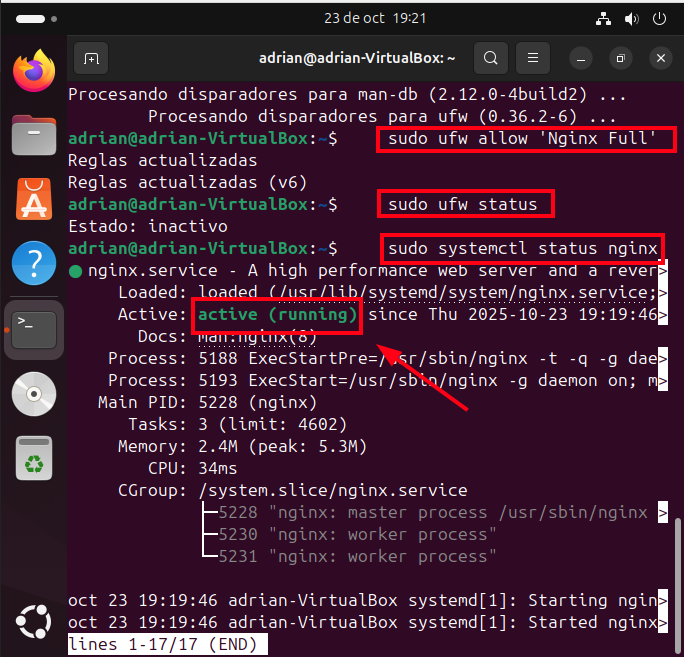 23 de oct 19:21
adrian@adrian-VirtualBox: ~
Procesando disparadores para man-db (2.12.0-4build2) ...
Procesando disparadores para ufw (0.36.2-6) ...
adrian@adrian-VirtualBox:~$ sudo ufw allow 'Nginx Full'
Reglas actualizadas
Reglas actualizadas (v6)
adrian@adrian-VirtualBox:~$ sudo ufw status
Estado: inactivo
adrian@adrian-VirtualBox:~$ sudo systemctl status nginx
● nginx.service - A high performance web server and a rever>
Loaded: loaded (/usr/lib/systemd/system/nginx.service;>
Active: active (running) since Thu 2025-10-23 19:19:46>
Docs: man:nginx(8)
Process: 5188 ExecStartPre=/usr/sbin/nginx -t -q -g dae>
Process: 5193 ExecStart=/usr/sbin/nginx -g daemon on; m>
Main PID: 5228 (nginx)
Tasks: 3 (limit: 4602)
Memory: 2.4M (peak: 5.3M)
CPU: 34ms
CGroup: /system.slice/nginx.service
├─5228 "nginx: master process /usr/sbin/nginx >
├─5230 "nginx: worker process"
└─5231 "nginx: worker process"
oct 23 19:19:46 adrian-VirtualBox systemd[1]: Starting ngin>
oct 23 19:19:46 adrian-VirtualBox systemd[1]: Started nginx>
lines 1-17/17 (END)